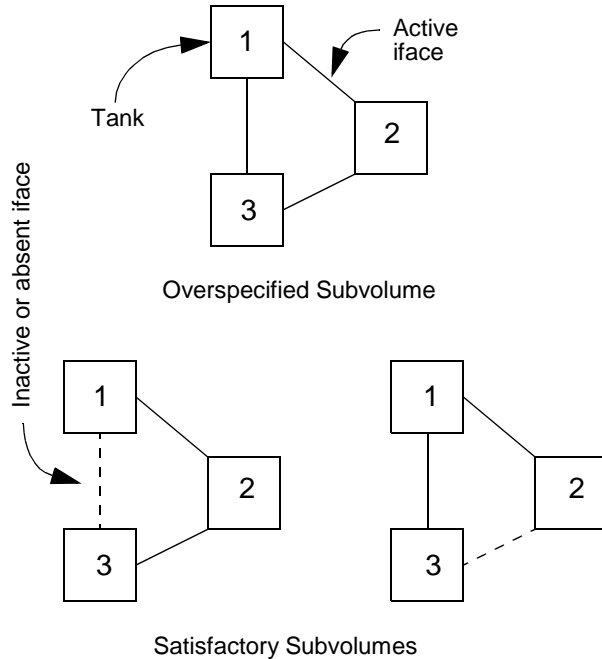 1
Active
iface
Tank
2
3
Overspecified Subvolume
Inactive or absent iface
1
2
3
1
2
3
Satisfactory Subvolumes